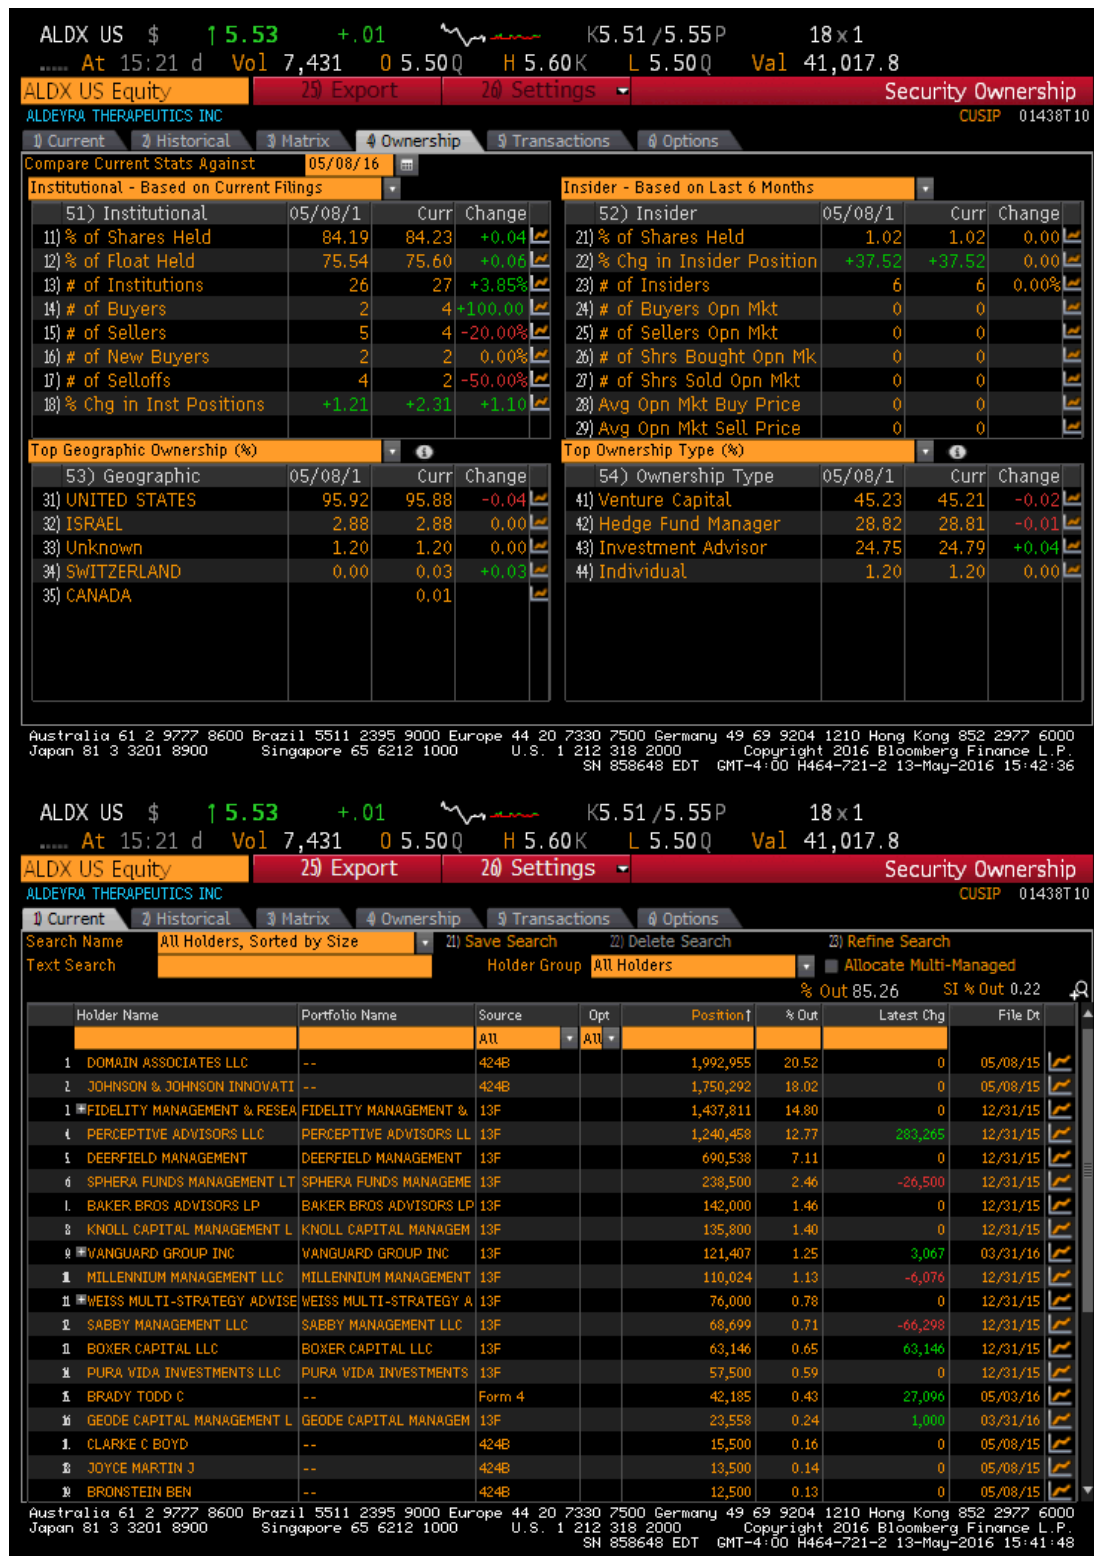 ALDX US $ ↑5.53 +.01 K5.51/5.55P 18x1
At 15:21 d Vol 7,431 O 5.50Q H 5.60K L 5.50Q Val 41,017.8
ALDX US Equity 25) Export 26) Settings Security Ownership
ALDEYRA THERAPEUTICS INC CUSIP 01438T10
1) Current 2) Historical 3) Matrix 4) Ownership 5) Transactions 6) Options
Compare Current Stats Against 05/08/16
Institutional - Based on Current Filings Insider - Based on Last 6 Months
51) Institutional 05/08/1 Curr Change 52) Insider 05/08/1 Curr Change
11) % of Shares Held 84.19 84.23 +0.04 21) % of Shares Held 1.02 1.02 0.00
12) % of Float Held 75.54 75.60 +0.06 22) % Chg in Insider Position +37.52 +37.52 0.00
13) # of Institutions 26 27 +3.85% 23) # of Insiders 6 6 0.00%
14) # of Buyers 2 4 +100.00 24) # of Buyers Opn Mkt 0 0
15) # of Sellers 5 4 -20.00% 25) # of Sellers Opn Mkt 0 0
16) # of New Buyers 2 2 0.00% 26) # of Shrs Bought Opn Mk 0 0
17) # of Selloffs 4 2 -50.00% 27) # of Shrs Sold Opn Mkt 0 0
18) % Chg in Inst Positions +1.21 +2.31 +1.10 28) Avg Opn Mkt Buy Price 0 0
29) Avg Opn Mkt Sell Price 0 0
Top Geographic Ownership (%) Top Ownership Type (%)
53) Geographic 05/08/1 Curr Change 54) Ownership Type 05/08/1 Curr Change
31) UNITED STATES 95.92 95.88 -0.04 41) Venture Capital 45.23 45.21 -0.02
32) ISRAEL 2.88 2.88 0.00 42) Hedge Fund Manager 28.82 28.81 -0.01
33) Unknown 1.20 1.20 0.00 43) Investment Advisor 24.75 24.79 +0.04
34) SWITZERLAND 0.00 0.03 +0.03 44) Individual 1.20 1.20 0.00
35) CANADA 0.01
Australia 61 2 9777 8600 Brazil 5511 2395 9000 Europe 44 20 7330 7500 Germany 49 69 9204 1210 Hong Kong 852 2977 6000
Japan 81 3 3201 8900 Singapore 65 6212 1000 U.S. 1 212 318 2000 Copyright 2016 Bloomberg Finance L.P.
SN 858648 EDT GMT-4:00 H464-721-2 13-May-2016 15:42:36
ALDX US $ ↑5.53 +.01 K5.51/5.55P 18x1
At 15:21 d Vol 7,431 O 5.50Q H 5.60K L 5.50Q Val 41,017.8
ALDX US Equity 25) Export 26) Settings Security Ownership
ALDEYRA THERAPEUTICS INC CUSIP 01438T10
1) Current 2) Historical 3) Matrix 4) Ownership 5) Transactions 6) Options
Search Name All Holders, Sorted by Size 21) Save Search 22) Delete Search 23) Refine Search
Text Search Holder Group All Holders Allocate Multi-Managed
% Out 85.26 SI % Out 0.22
Holder Name Portfolio Name Source Opt Position↑ % Out Latest Chg File Dt
All All
1 DOMAIN ASSOCIATES LLC -- 424B 1,992,955 20.52 0 05/08/15
2 JOHNSON & JOHNSON INNOVATI -- 424B 1,750,292 18.02 0 05/08/15
FIDELITY MANAGEMENT & RESEA FIDELITY MANAGEMENT & 13F 1,437,811 14.80 0 12/31/15
PERCEPTIVE ADVISORS LLC PERCEPTIVE ADVISORS LL 13F 1,240,458 12.77 283,265 12/31/15
DEERFIELD MANAGEMENT DEERFIELD MANAGEMENT 13F 690,538 7.11 0 12/31/15
SPHERA FUNDS MANAGEMENT LT SPHERA FUNDS MANAGEME 13F 238,500 2.46 -26,500 12/31/15
BAKER BROS ADVISORS LP BAKER BROS ADVISORS LP 13F 142,000 1.46 0 12/31/15
KNOLL CAPITAL MANAGEMENT L KNOLL CAPITAL MANAGEM 13F 135,800 1.40 0 12/31/15
VANGUARD GROUP INC VANGUARD GROUP INC 13F 121,407 1.25 3,067 03/31/16
MILLENNIUM MANAGEMENT LLC MILLENNIUM MANAGEMENT 13F 110,024 1.13 -6,076 12/31/15
WEISS MULTI-STRATEGY ADVISE WEISS MULTI-STRATEGY A 13F 76,000 0.78 0 12/31/15
SABBY MANAGEMENT LLC SABBY MANAGEMENT LLC 13F 68,699 0.71 -66,298 12/31/15
BOXER CAPITAL LLC BOXER CAPITAL LLC 13F 63,146 0.65 63,146 12/31/15
PURA VIDA INVESTMENTS LLC PURA VIDA INVESTMENTS 13F 57,500 0.59 0 12/31/15
BRADY TODD C -- Form 4 42,185 0.43 27,096 05/03/16
GEODE CAPITAL MANAGEMENT L GEODE CAPITAL MANAGEM 13F 23,558 0.24 1,000 03/31/16
CLARKE C BOYD -- 424B 15,500 0.16 0 05/08/15
JOYCE MARTIN J -- 424B 13,500 0.14 0 05/08/15
BRONSTEIN BEN -- 424B 12,500 0.13 0 05/08/15
Australia 61 2 9777 8600 Brazil 5511 2395 9000 Europe 44 20 7330 7500 Germany 49 69 9204 1210 Hong Kong 852 2977 6000
Japan 81 3 3201 8900 Singapore 65 6212 1000 U.S. 1 212 318 2000 Copyright 2016 Bloomberg Finance L.P.
SN 858648 EDT GMT-4:00 H464-721-2 13-May-2016 15:41:48